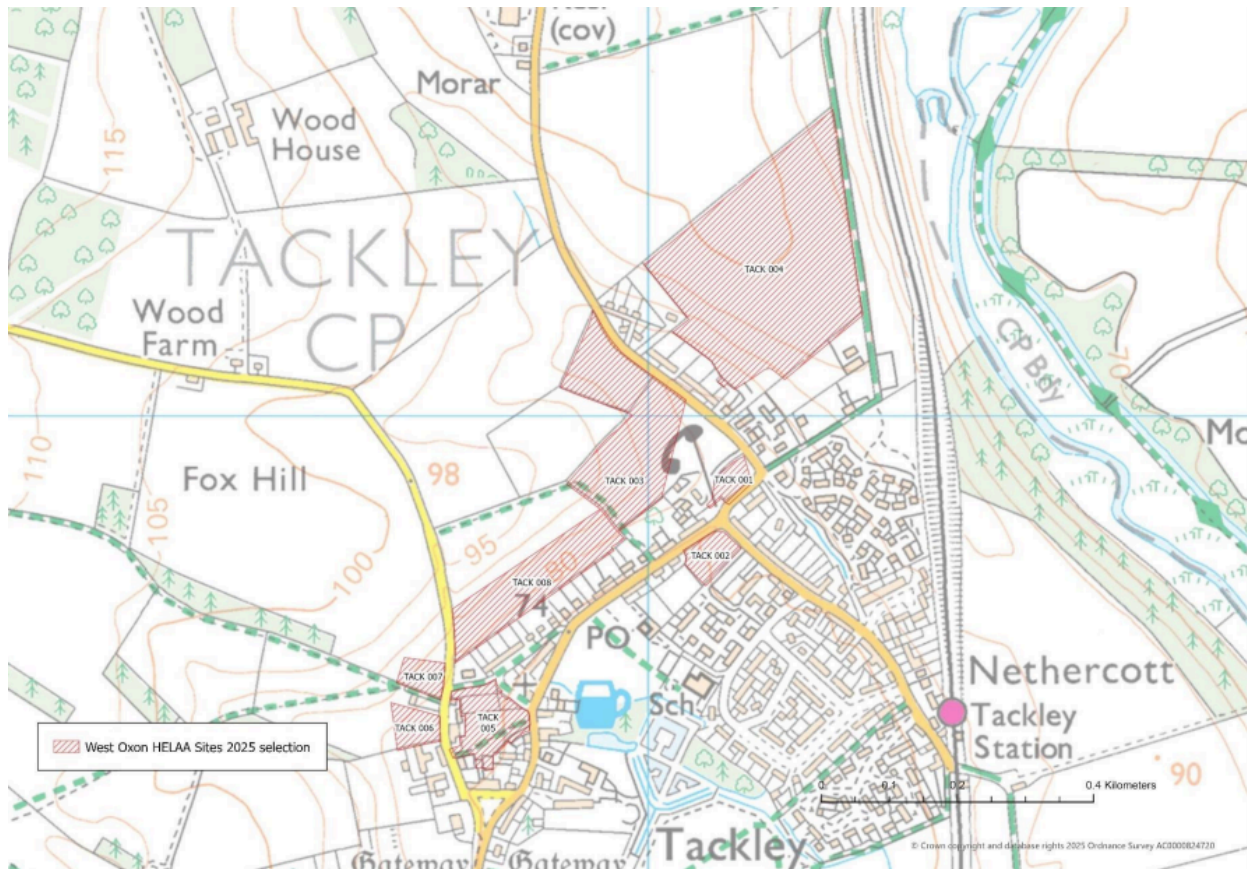 (cov)
Morar
Wood
House
115
TACKLEY
CP
TACK 004
Wood
Farm
CP Bdy
70
Mo
110
Fox Hill
98
105
TACK 003
TACK 001
95
100
90
TACK 002
TACK 008
74
PO
Nethercott
TACK 007
Sch
Tackley
Station
TACK 006
TACK
005
West Oxon HELAA Sites 2025 selection
90
0 0.1 0.2 0.4 Kilometers
Tackley
Gateway
Gateway
© Crown copyright and database rights 2025 Ordnance Survey AC0000824720